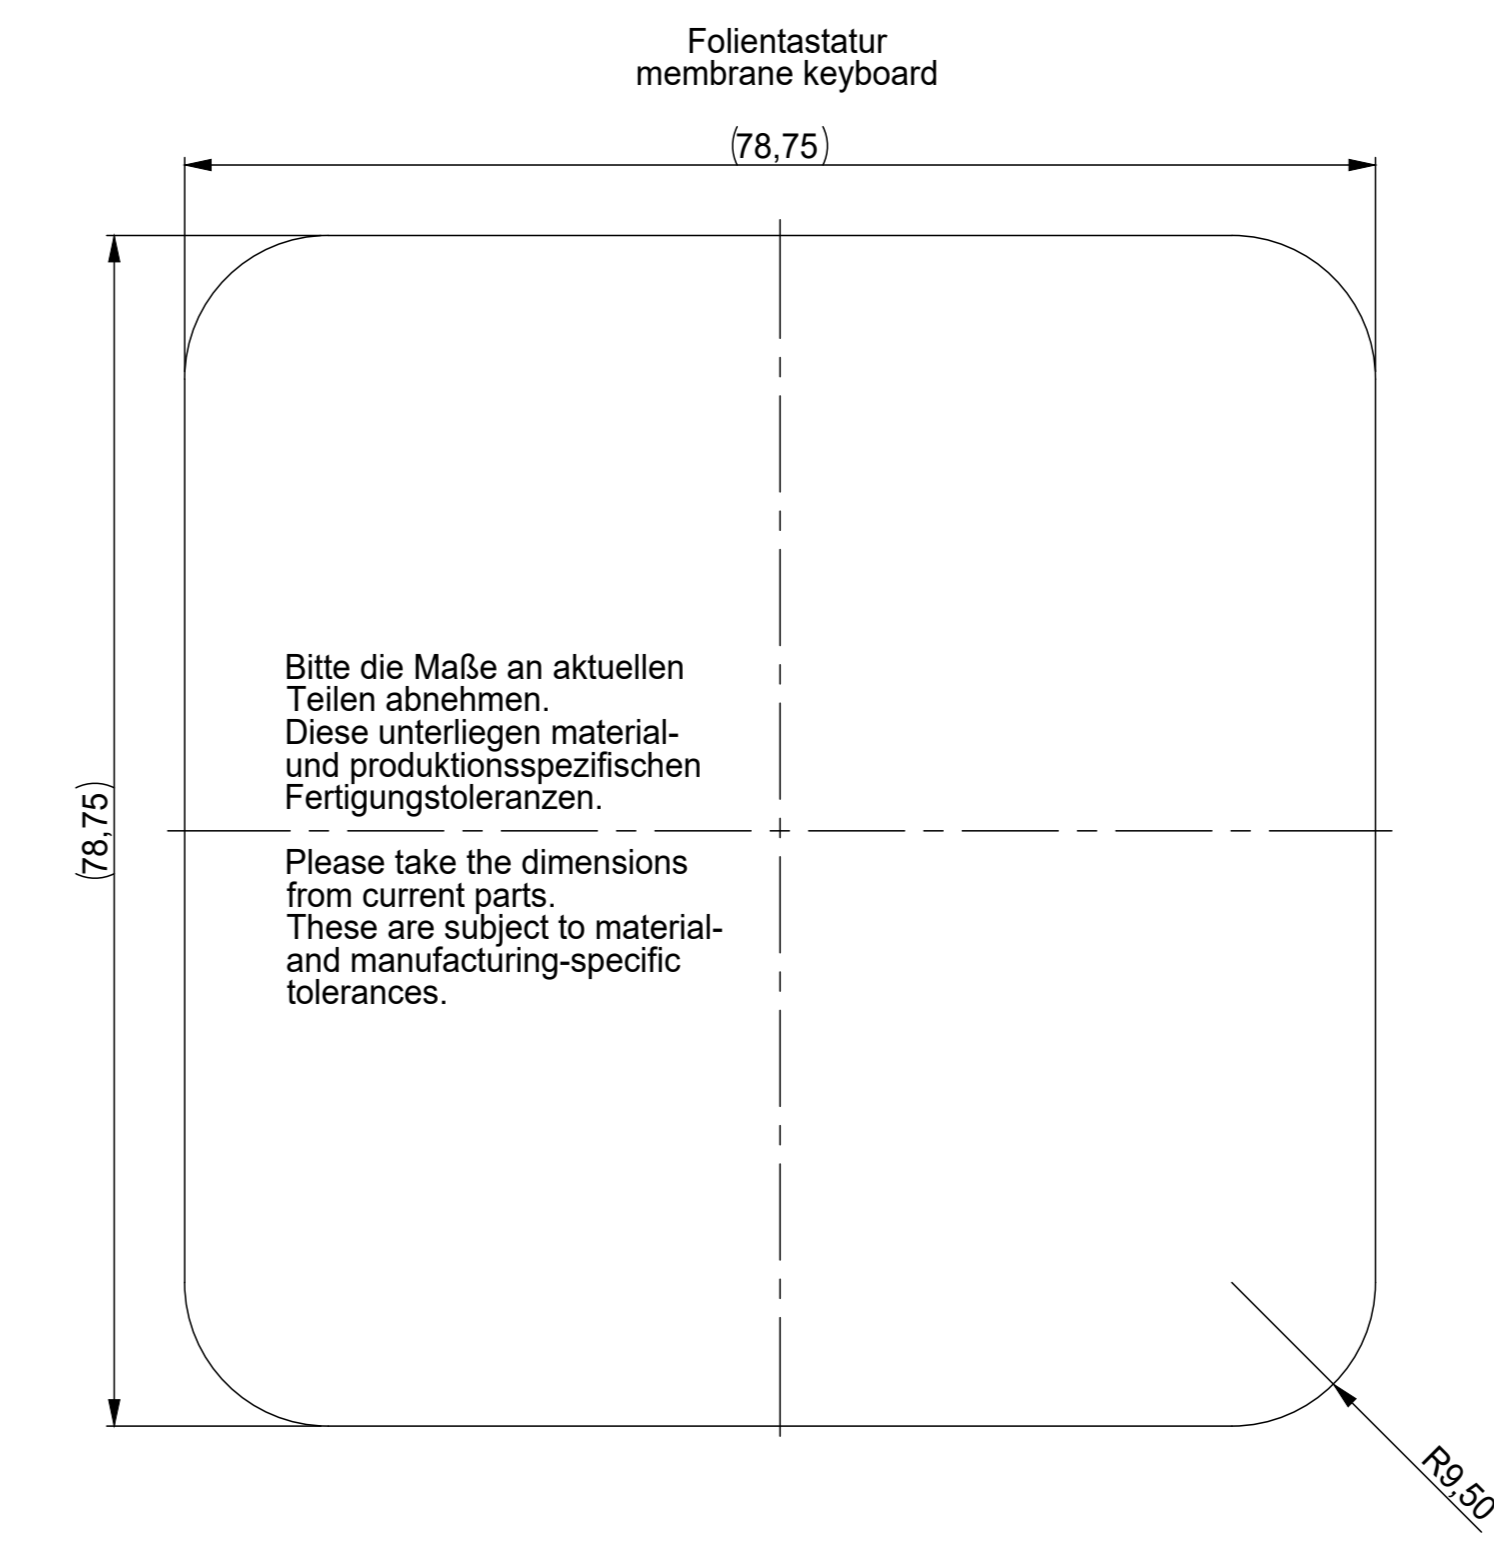 Folientastatur
membrane keyboard
(78,75)
(78,75)
Bitte die Maße an aktuellen
Teilen abnehmen.
Diese unterliegen material-
und produktionsspezifischen
Fertigungstoleranzen.
Please take the dimensions
from current parts.
These are subject to material-
and manufacturing-specific
tolerances.
R9,50